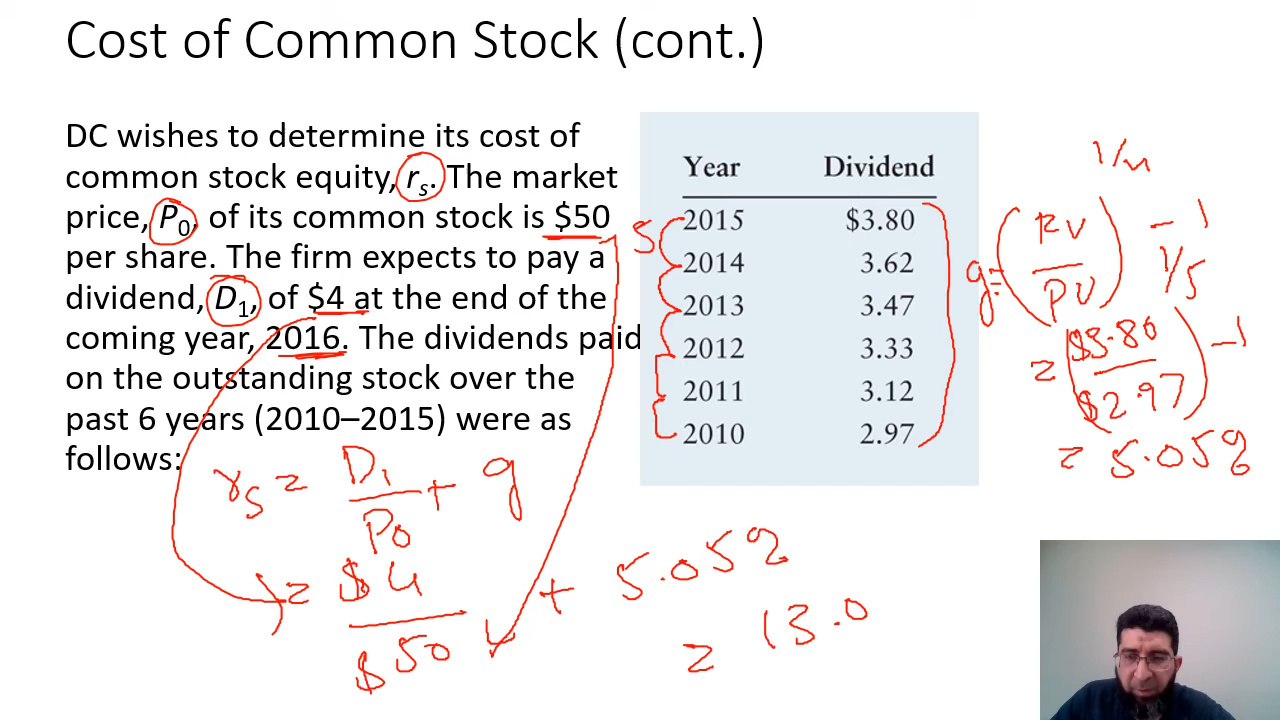 Cost of Common Stock (cont.)
DC wishes to determine its cost of
common stock equity, rs. The market
price, P0, of its common stock is $50
per share. The firm expects to pay a
dividend, D1, of $4 at the end of the
coming year, 2016. The dividends paid
on the outstanding stock over the
past 6 years (2010–2015) were as
follows:
Year Dividend
2015 $3.80
2014 3.62
2013 3.47
2012 3.33
2011 3.12
2010 2.97
5
1/n
g = (FV / PV) - 1
1/5
= ($3.80 / $2.97) - 1
= 5.05%
rs = D1 / P0 + g
= $4 / $50 + 5.05%
= 13.0